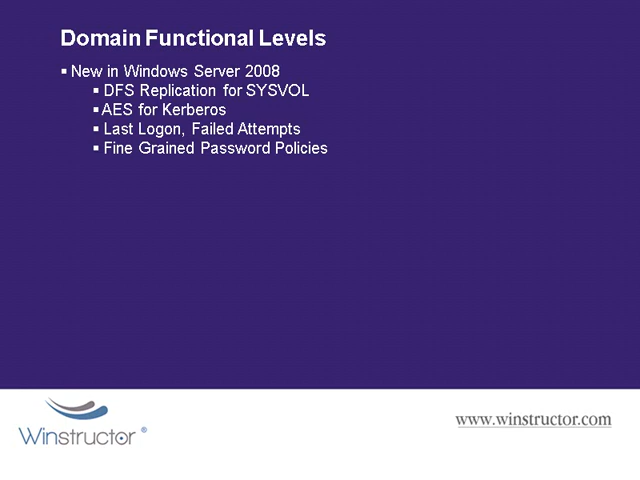 Domain Functional Levels
▪ New in Windows Server 2008
▪ DFS Replication for SYSVOL
▪ AES for Kerberos
▪ Last Logon, Failed Attempts
▪ Fine Grained Password Policies
Winstructor ®
www.winstructor.com